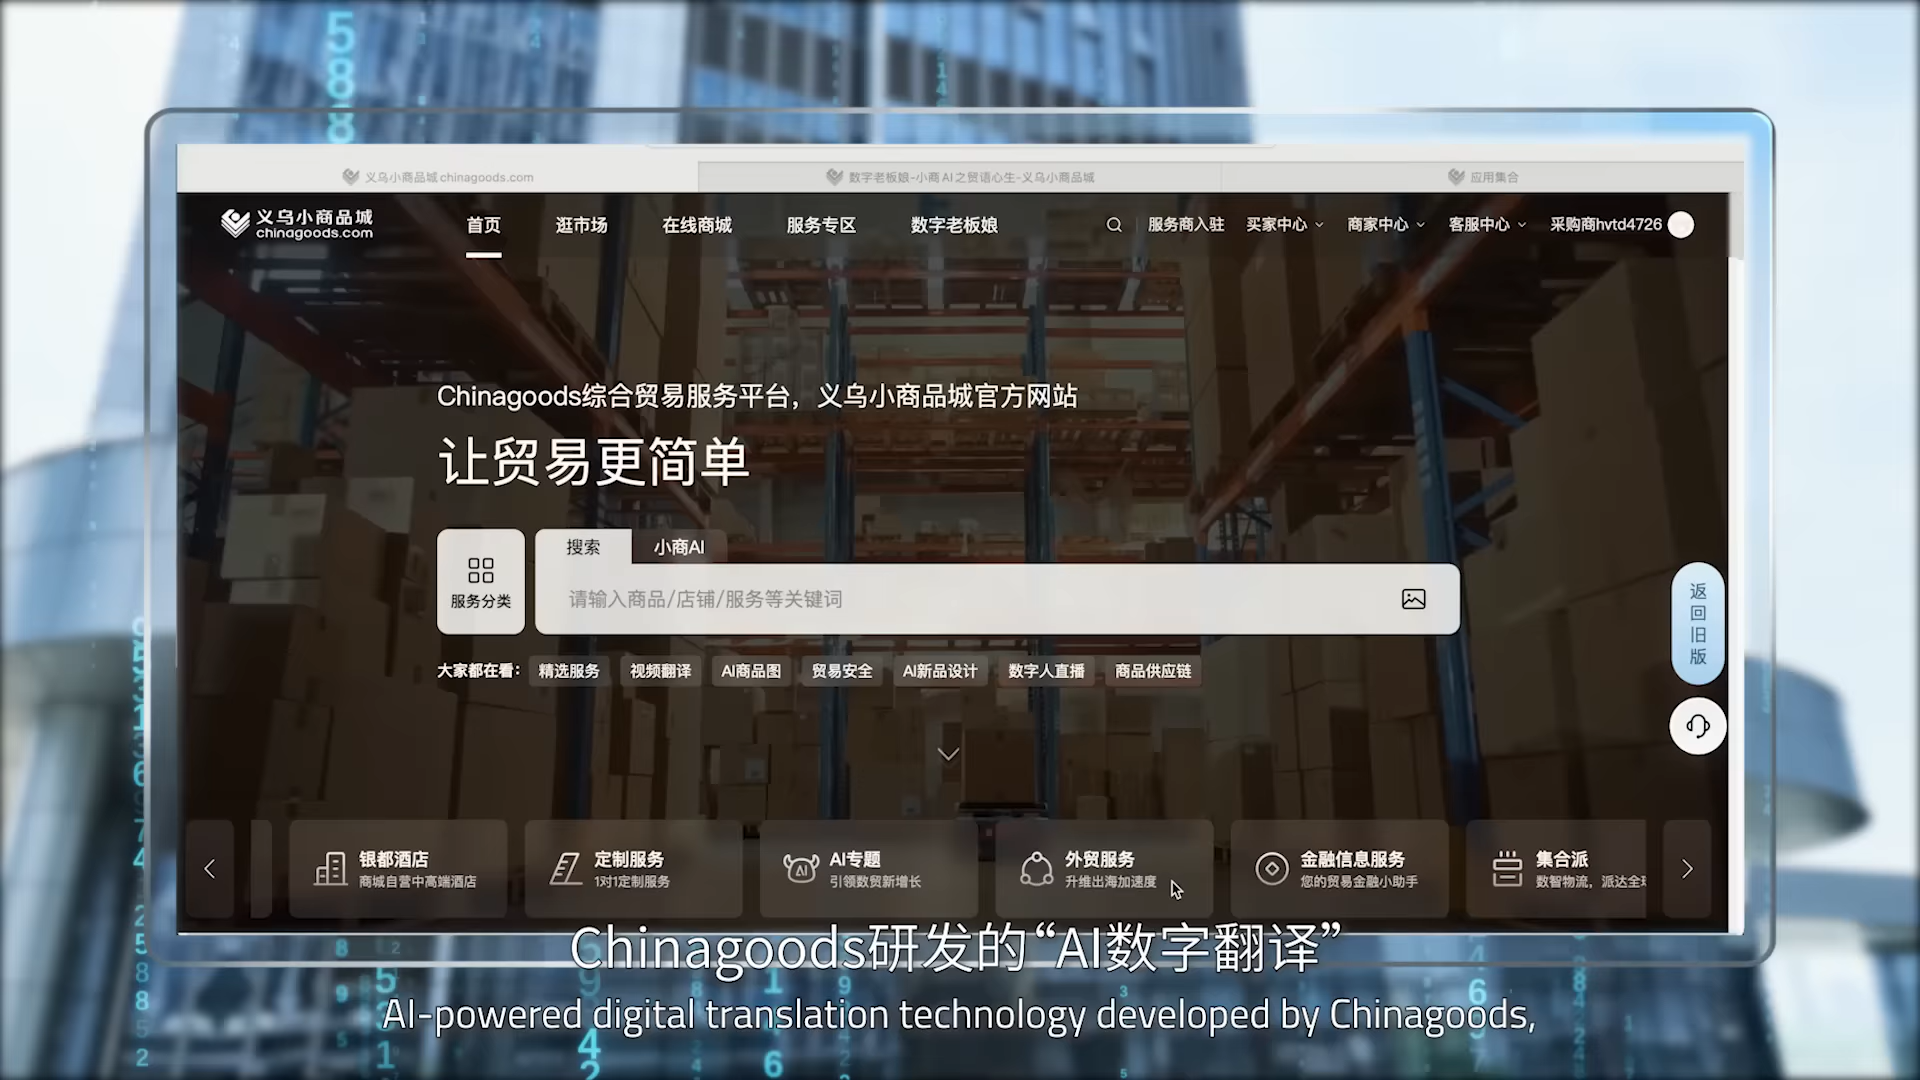 义乌小商品城 chinagoods.com
数字老板娘-小商AI之贸语心生-义乌小商品城
应用集合
义乌小商品城
chinagoods.com
首页
逛市场
在线商城
服务专区
数字老板娘
服务商入驻
买家中心
商家中心
客服中心
采购商hvtd4726
Chinagoods综合贸易服务平台，义乌小商品城官方网站
让贸易更简单
服务分类
搜索
小商AI
请输入商品/店铺/服务等关键词
返回旧版
大家都在看：
精选服务
视频翻译
AI商品图
贸易安全
AI新品设计
数字人直播
商品供应链
银都酒店
商城自营中高端酒店
定制服务
1对1定制服务
AI
AI专题
引领数贸新增长
外贸服务
升维出海加速度
金融信息服务
您的贸易金融小助手
集合派
数智物流，派达全
Chinagoods研发的“AI数字翻译”
AI-powered digital translation technology developed by Chinagoods,